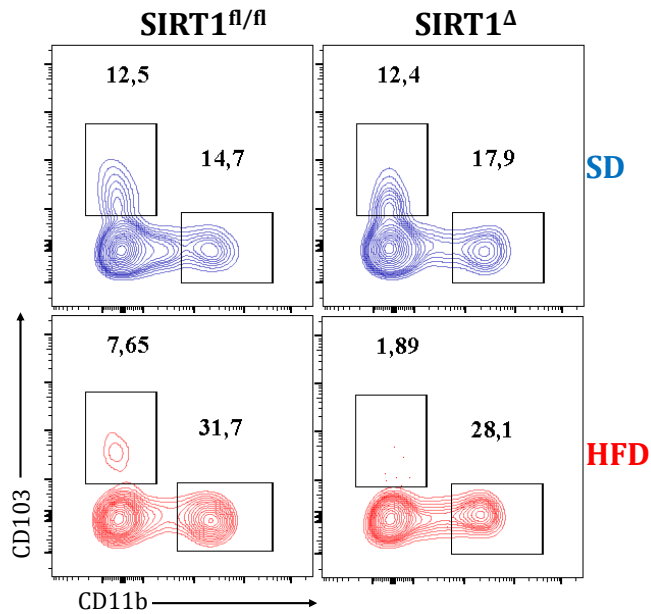 SIRT1fl/fl SIRT1Δ
12,5 12,4
14,7 17,9
SD
7,65 1,89
31,7 28,1
HFD
CD103
CD11b